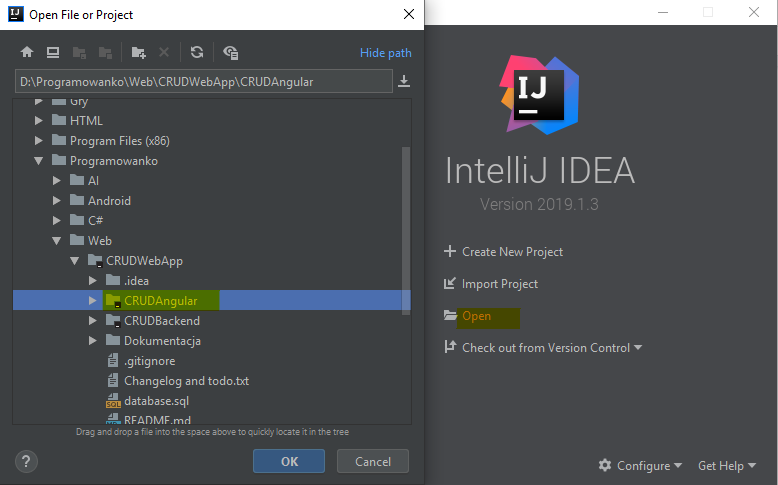 Open File or Project
Hide path
D:\Programowanko\Web\CRUDWebApp\CRUDAngular
Gry
HTML
Program Files (x86)
Programowanko
AI
Android
C#
Web
CRUDWebApp
.idea
CRUDAngular
CRUDBackend
Dokumentacja
.gitignore
Changelog and todo.txt
database.sql
README.md
Drag and drop a file into the space above to quickly locate it in the tree
?
OK
Cancel
IJ
IntelliJ IDEA
Version 2019.1.3
Create New Project
Import Project
Open
Check out from Version Control
Configure
Get Help